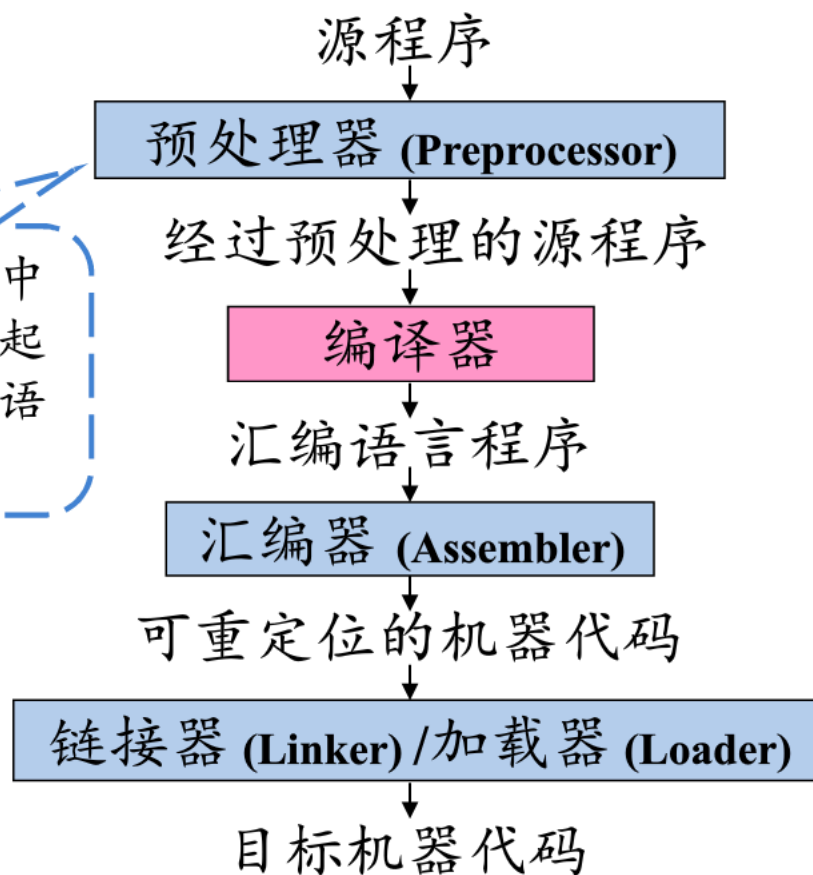 源程序
预处理器 (Preprocessor)
经过预处理的源程序
中
起
语
编译器
汇编语言程序
汇编器 (Assembler)
可重定位的机器代码
链接器 (Linker) /加载器 (Loader)
目标机器代码